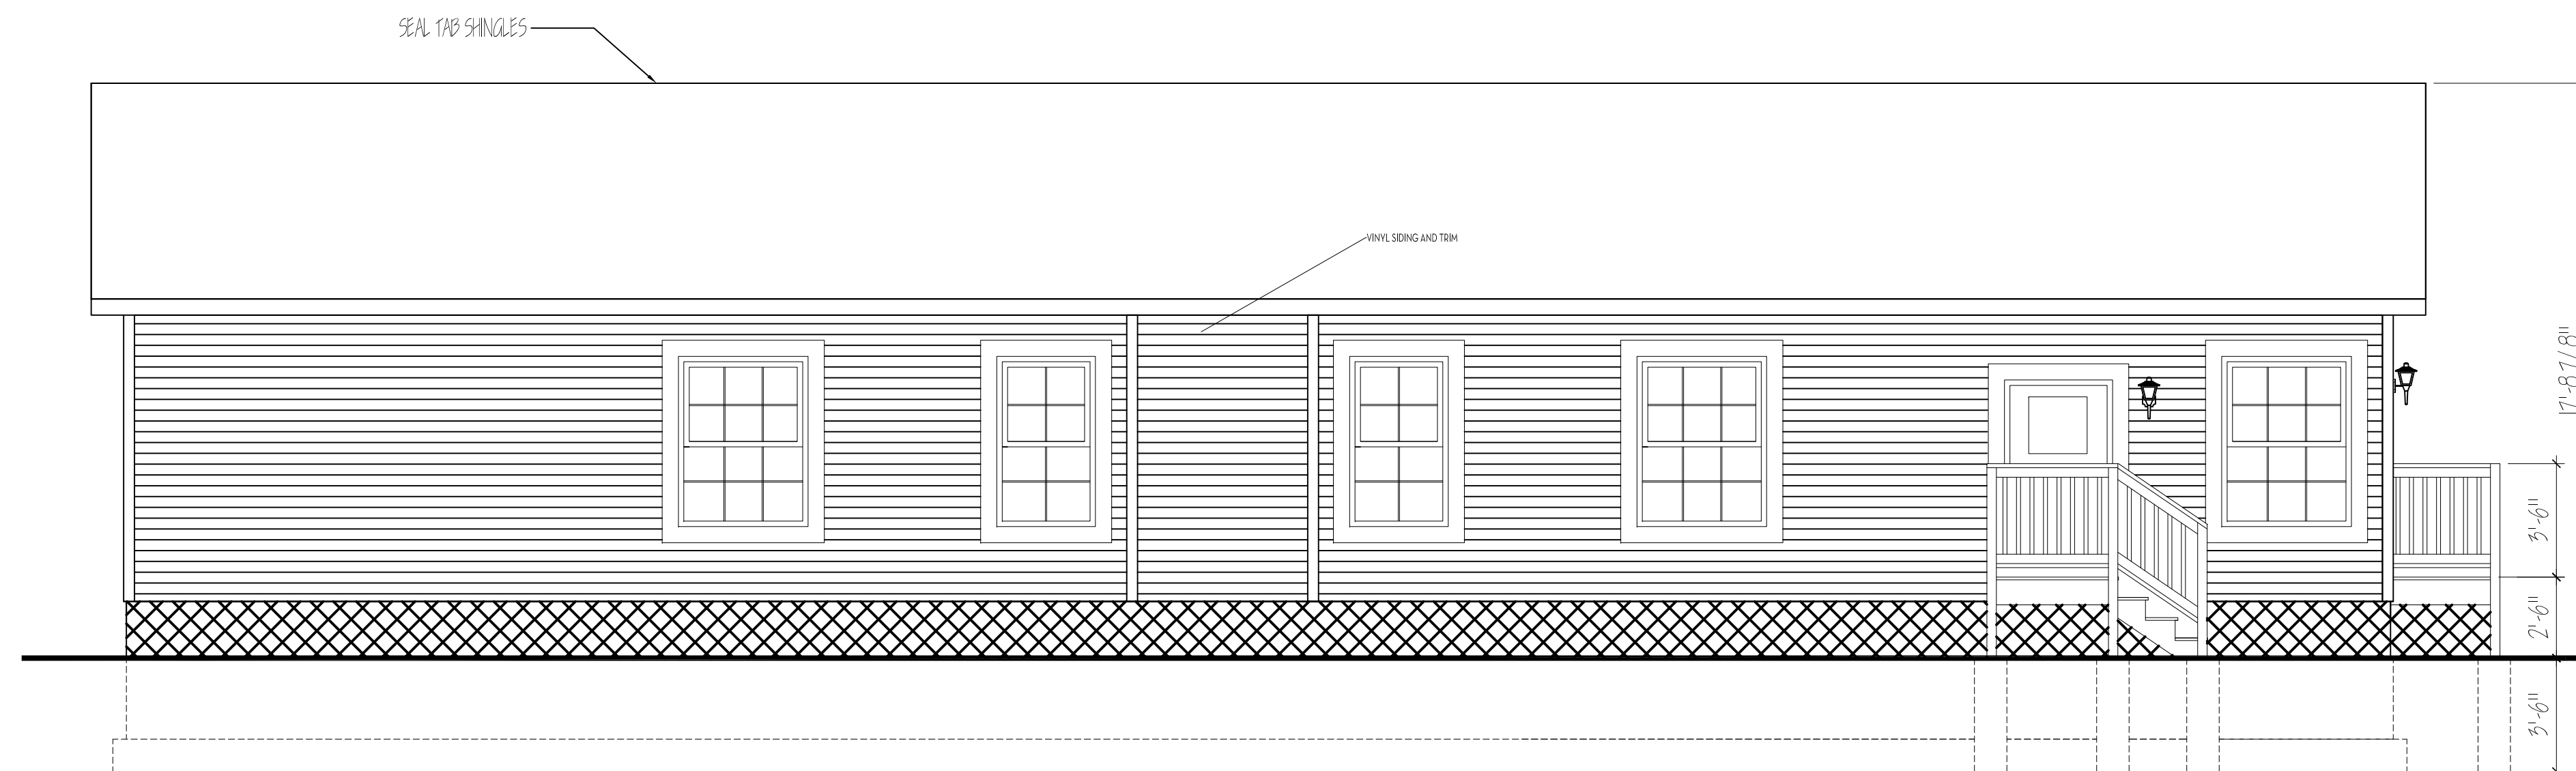 SEAL TAB SHINGLES
VINYL SIDING AND TRIM
17'-8 7/8"
3'-6"
2'-6"
3'-6"